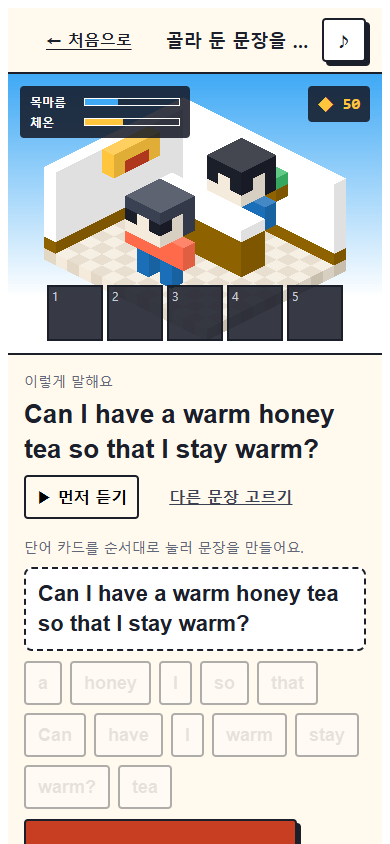 ← 처음으로
골라 둔 문장을 ...
♪
목마름
체온
50
1 2 3 4 5
이렇게 말해요
Can I have a warm honey
tea so that I stay warm?
▶ 먼저 듣기
다른 문장 고르기
단어 카드를 순서대로 눌러 문장을 만들어요.
Can I have a warm honey tea
so that I stay warm?
a honey I so that
Can have I warm stay
warm? tea